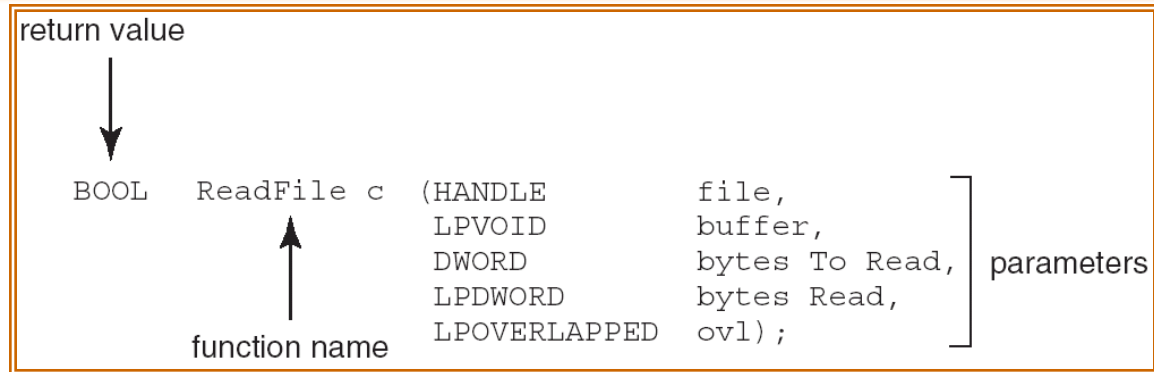 return value
BOOL ReadFile c (HANDLE file,
LPVOID buffer,
DWORD bytes To Read,
LPDWORD bytes Read,
LPOVERLAPPED ovl);
parameters
function name